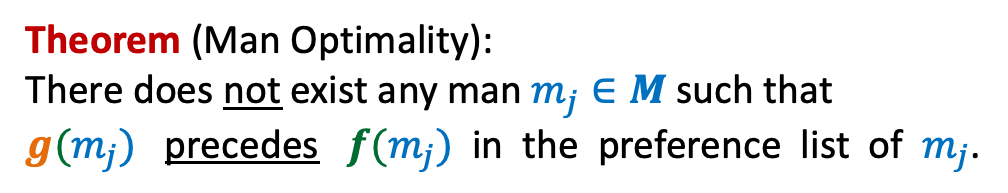 Theorem (Man Optimality):
There does not exist any man mⱼ ∈ M such that
g(mⱼ) precedes f(mⱼ) in the preference list of mⱼ.